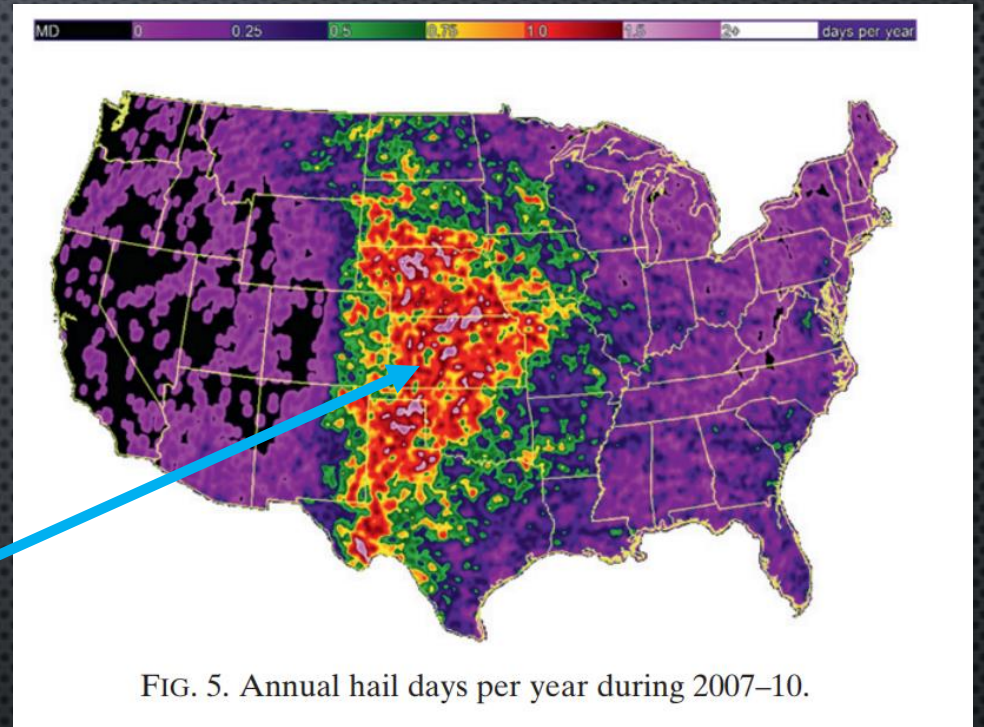 MD 0 0.25 0.5 0.75 1.0 1.5 2+ days per year
FIG. 5. Annual hail days per year during 2007–10.